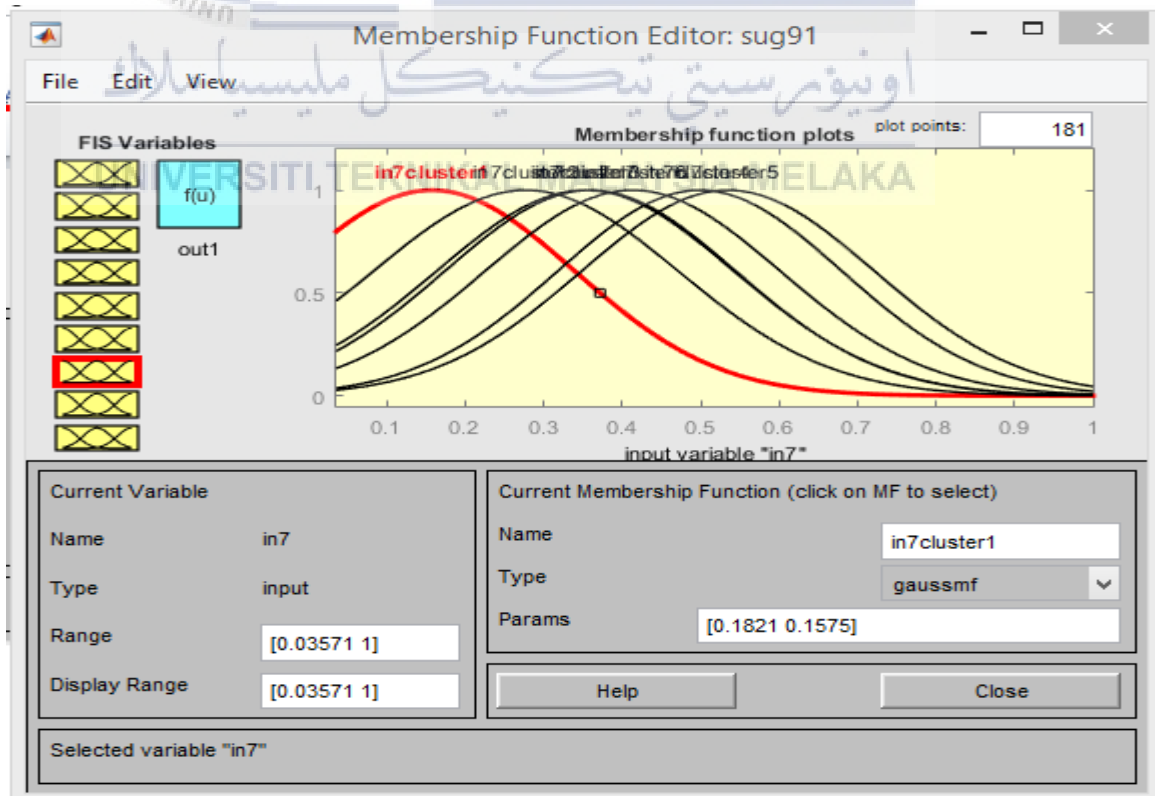 Membership Function Editor: sug91
File Edit View
اونيۏرسيتي تيكنيكل مليسيا ملاك
UNIVERSITI TEKNIKAL MALAYSIA MELAKA
FIS Variables
f(u)
out1
Membership function plots
plot points: 181
in7cluster1
1
0.5
0
0.1 0.2 0.3 0.4 0.5 0.6 0.7 0.8 0.9 1
input variable "in7"
Current Variable
Name in7
Type input
Range [0.03571 1]
Display Range [0.03571 1]
Current Membership Function (click on MF to select)
Name in7cluster1
Type gaussmf
Params [0.1821 0.1575]
Help Close
Selected variable "in7"